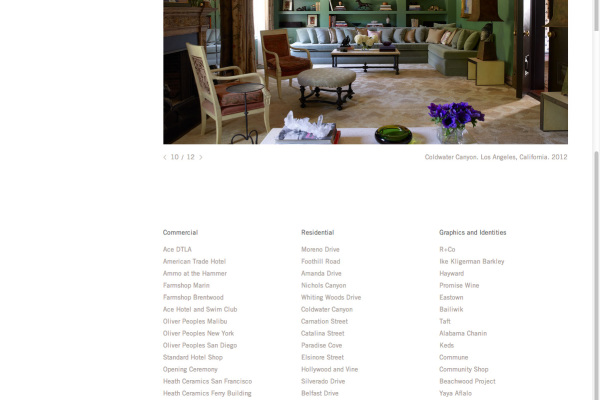 10 / 12
Coldwater Canyon. Los Angeles, California. 2012
Commercial
Ace DTLA
American Trade Hotel
Ammo at the Hammer
Farmshop Marin
Farmshop Brentwood
Ace Hotel and Swim Club
Oliver Peoples Malibu
Oliver Peoples New York
Oliver Peoples San Diego
Standard Hotel Shop
Opening Ceremony
Heath Ceramics San Francisco
Heath Ceramics Ferry Building
Residential
Moreno Drive
Foothill Road
Amanda Drive
Nichols Canyon
Whiting Woods Drive
Coldwater Canyon
Carnation Street
Catalina Street
Paradise Cove
Elsinore Street
Hollywood and Vine
Silverado Drive
Belfast Drive
Graphics and Identities
R+Co
Ike Kligerman Barkley
Hayward
Promise Wine
Eastown
Bailiwik
Taft
Alabama Chanin
Keds
Commune
Community Shop
Beachwood Project
Yaya Aflalo